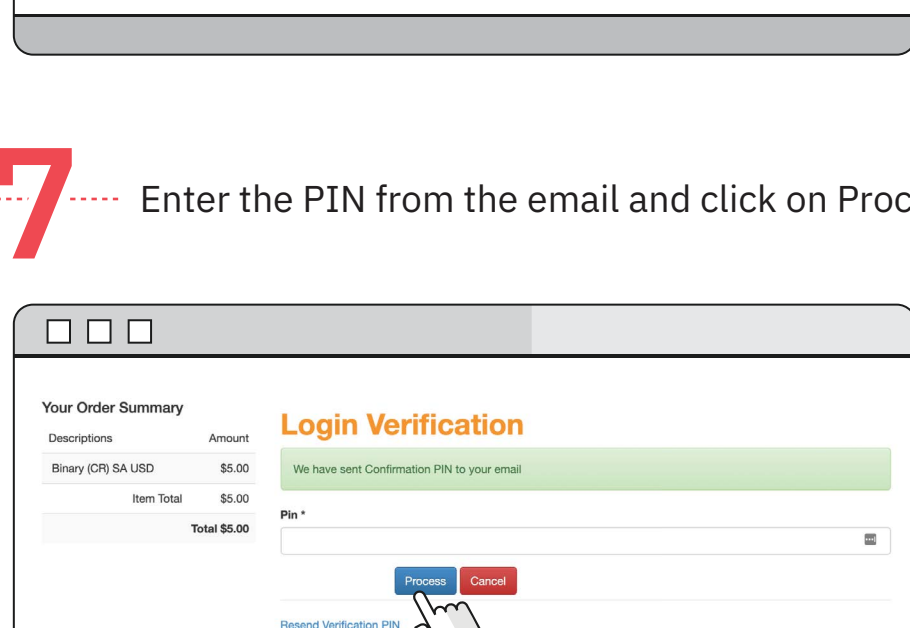 7 Enter the PIN from the email and click on Proc
Your Order Summary
Descriptions Amount
Binary (CR) SA USD $5.00
Item Total $5.00
Total $5.00
Login Verification
We have sent Confirmation PIN to your email
Pin *
Process Cancel
Resend Verification PIN